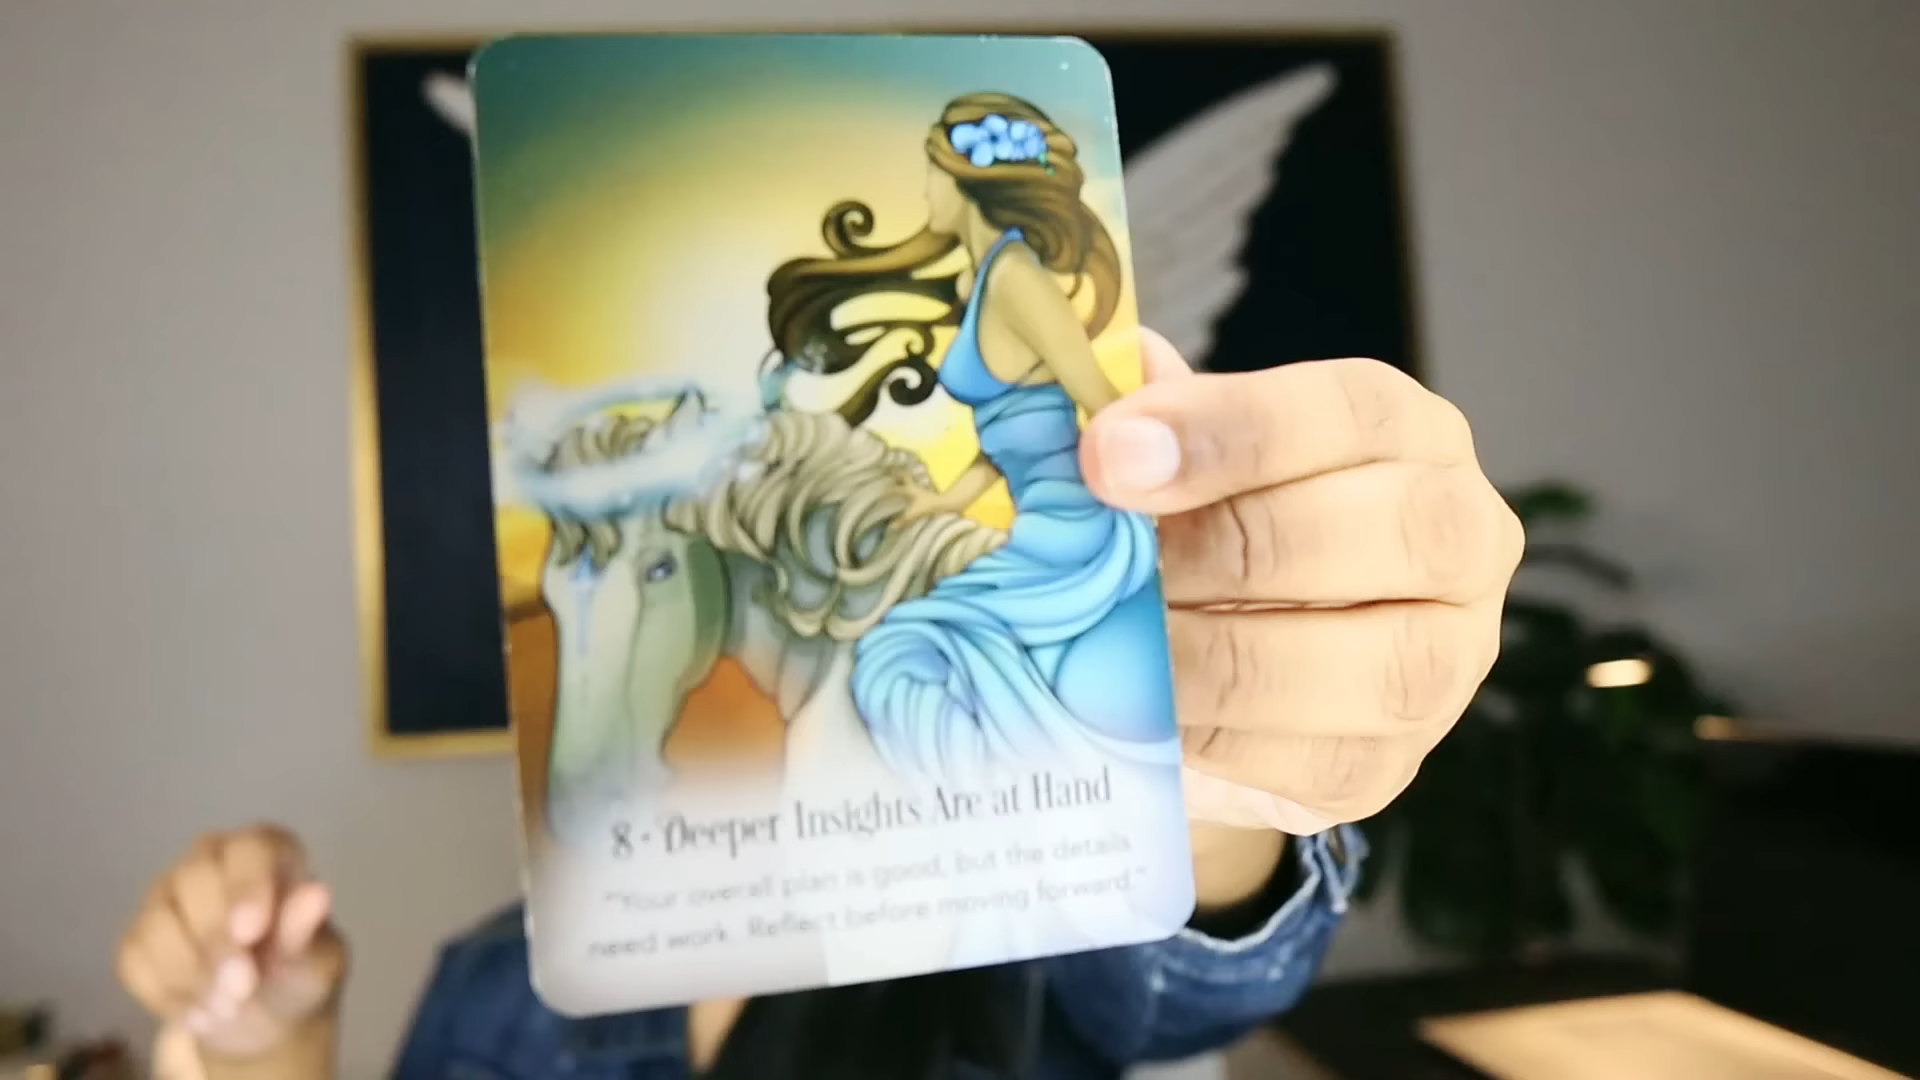 8 · Deeper Insights Are at Hand
"Your overall plan is good, but the details
need work. Reflect before moving forward."